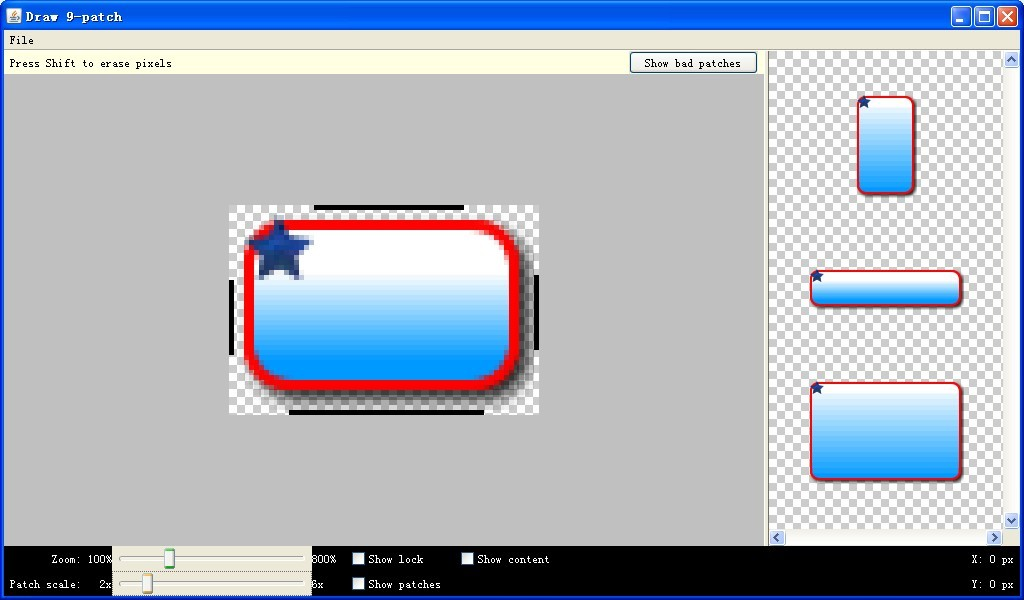 Draw 9-patch
File
Press Shift to erase pixels
Show bad patches
Zoom: 100% 800% Show lock Show content X: 0 px
Patch scale: 2x 6x Show patches Y: 0 px